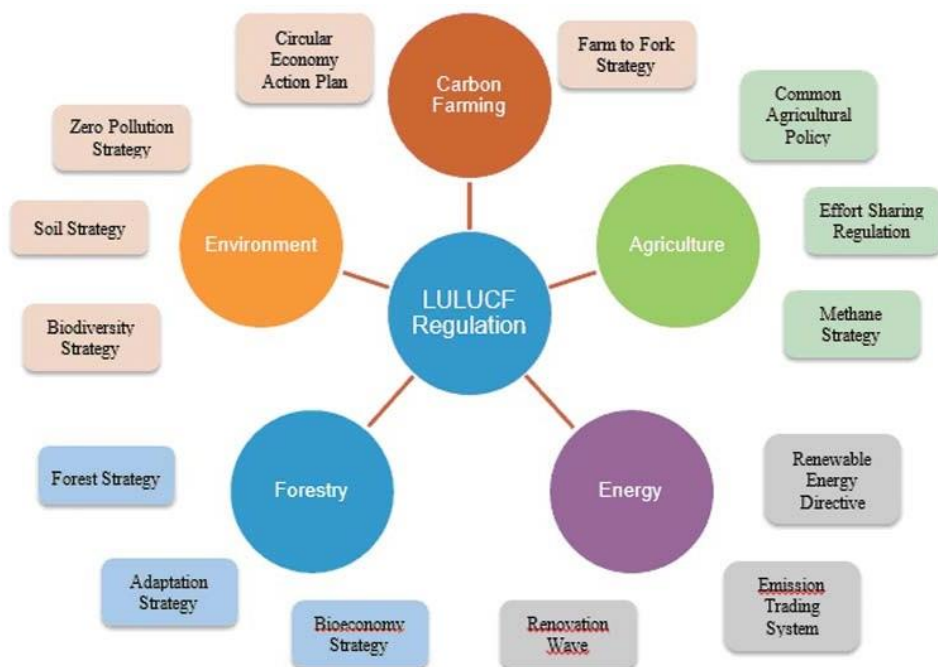 Circular
Economy
Action Plan
Carbon
Farming
Farm to Fork
Strategy
Common
Agricultural
Policy
Zero Pollution
Strategy
Soil Strategy
Environment
Agriculture
Effort Sharing
Regulation
LULUCF
Regulation
Biodiversity
Strategy
Methane
Strategy
Forest Strategy
Forestry
Energy
Renewable
Energy
Directive
Adaptation
Strategy
Bioeconomy
Strategy
Renovation
Wave
Emission
Trading
System